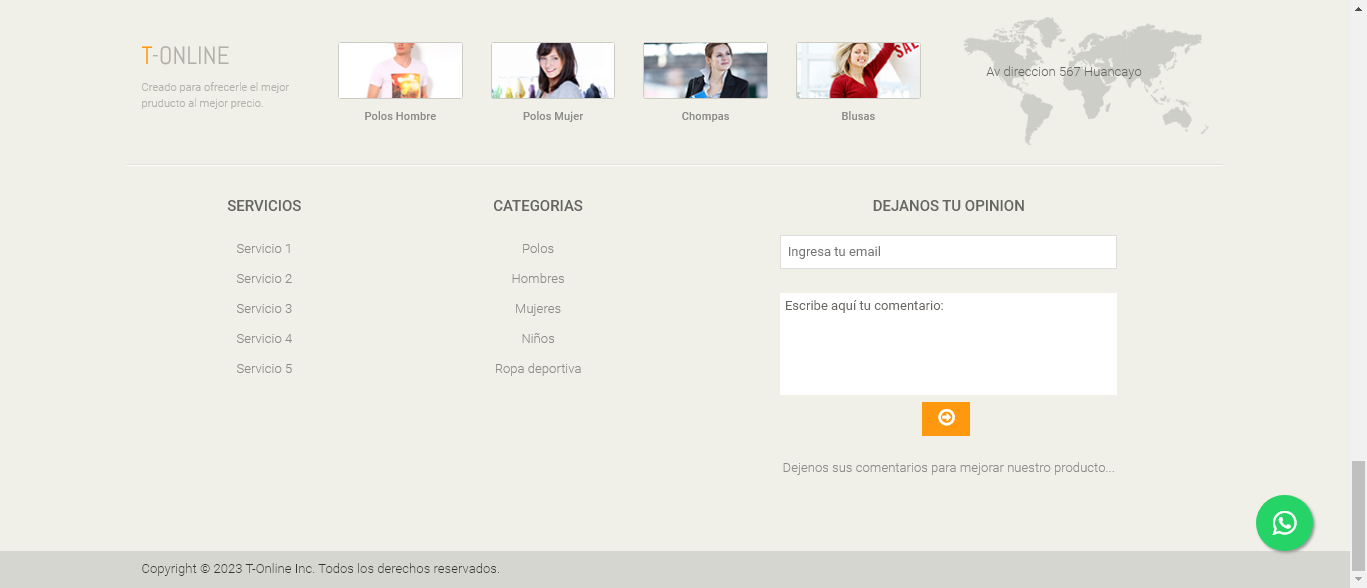 T-ONLINE
Creado para ofrecerle el mejor
pruducto al mejor precio.
Polos Hombre
Polos Mujer
Chompas
SALE
Blusas
Av direccion 567 Huancayo
SERVICIOS
Servicio 1
Servicio 2
Servicio 3
Servicio 4
Servicio 5
CATEGORIAS
Polos
Hombres
Mujeres
Niños
Ropa deportiva
DEJANOS TU OPINION
Ingresa tu email
Escribe aquí tu comentario:
Dejenos sus comentarios para mejorar nuestro producto...
Copyright © 2023 T-Online Inc. Todos los derechos reservados.